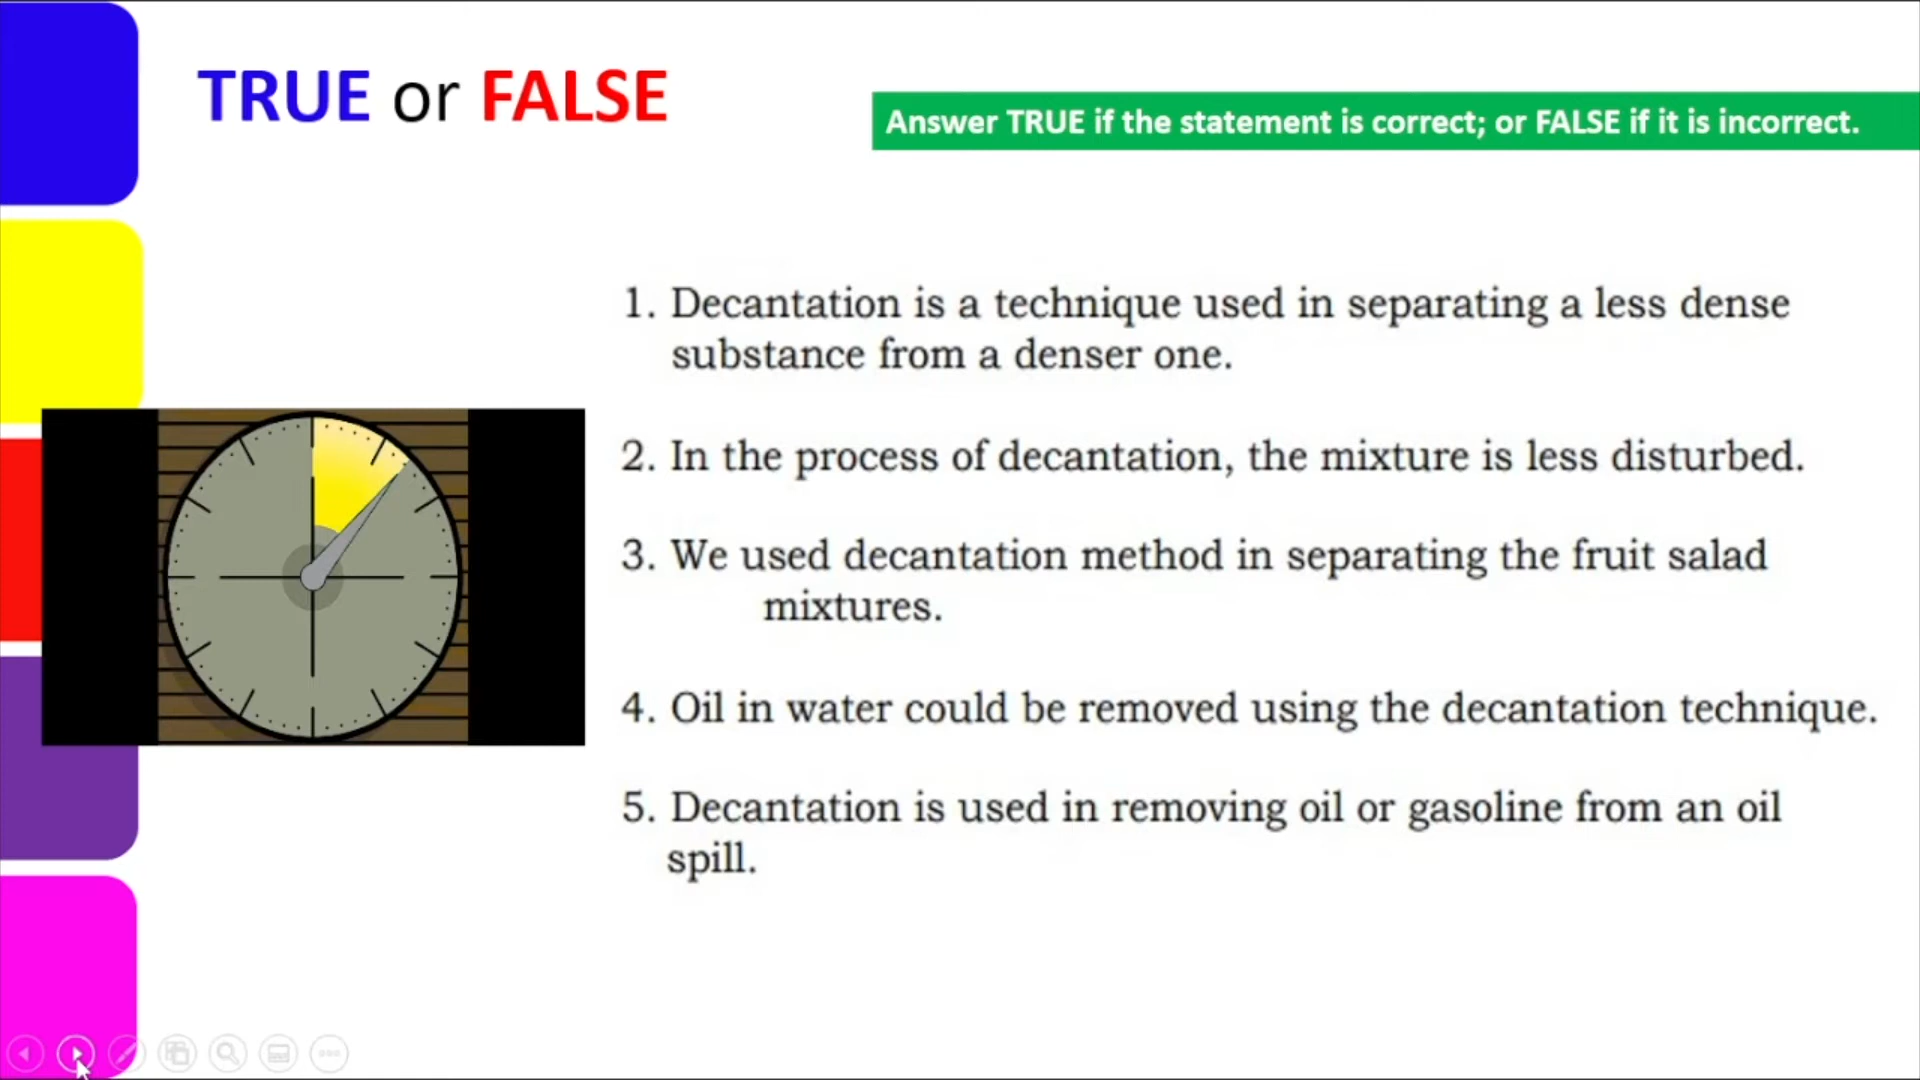 TRUE or FALSE
Answer TRUE if the statement is correct; or FALSE if it is incorrect.
1. Decantation is a technique used in separating a less dense
substance from a denser one.
2. In the process of decantation, the mixture is less disturbed.
3. We used decantation method in separating the fruit salad
mixtures.
4. Oil in water could be removed using the decantation technique.
5. Decantation is used in removing oil or gasoline from an oil
spill.